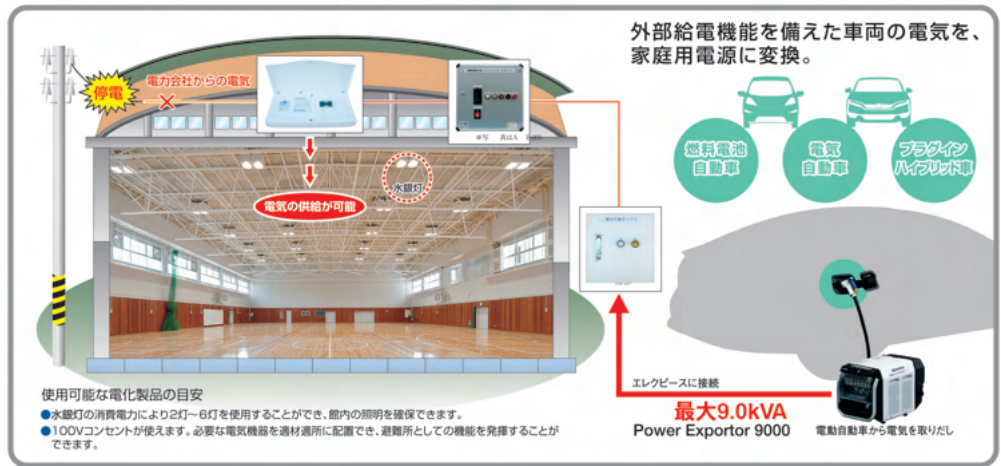 外部給電機能を備えた車両の電気を、
家庭用電源に変換。
停電
電力会社からの電気
水銀灯
電気の供給が可能
燃料電池
自動車
電気
自動車
プラグイン
ハイブリッド車
エレクピースに接続
最大9.0kVA
Power Exportor 9000
電動自動車から電気を取りだし
使用可能な電化製品の目安
●水銀灯の消費電力により2灯〜6灯を使用することができ、館内の照明を確保できます。
●100Vコンセントが使えます。必要な電気機器を適材適所に配置でき、避難所としての機能を発揮することが
できます。